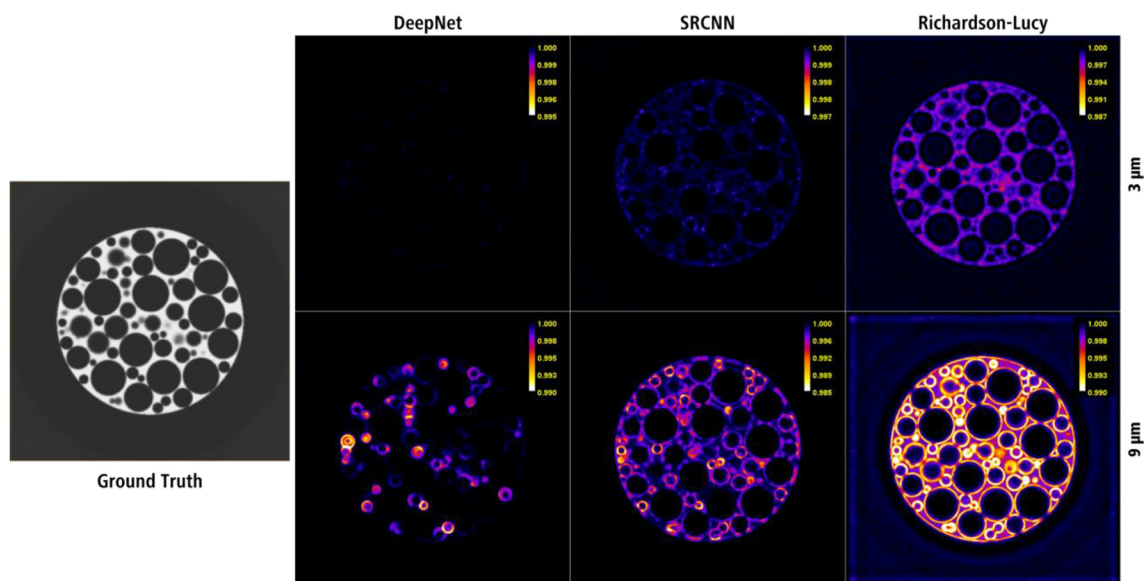 DeepNet SRCNN Richardson-Lucy
1.000 1.000 1.000
0.999 0.999 0.997
0.998 0.999 0.994
0.996 0.998 0.991
0.995 0.997 0.987
3 µm
1.000 1.000 1.000
0.998 0.996 0.998
0.995 0.993 0.995
0.993 0.989 0.993
0.990 0.985 0.990
9 µm
Ground Truth